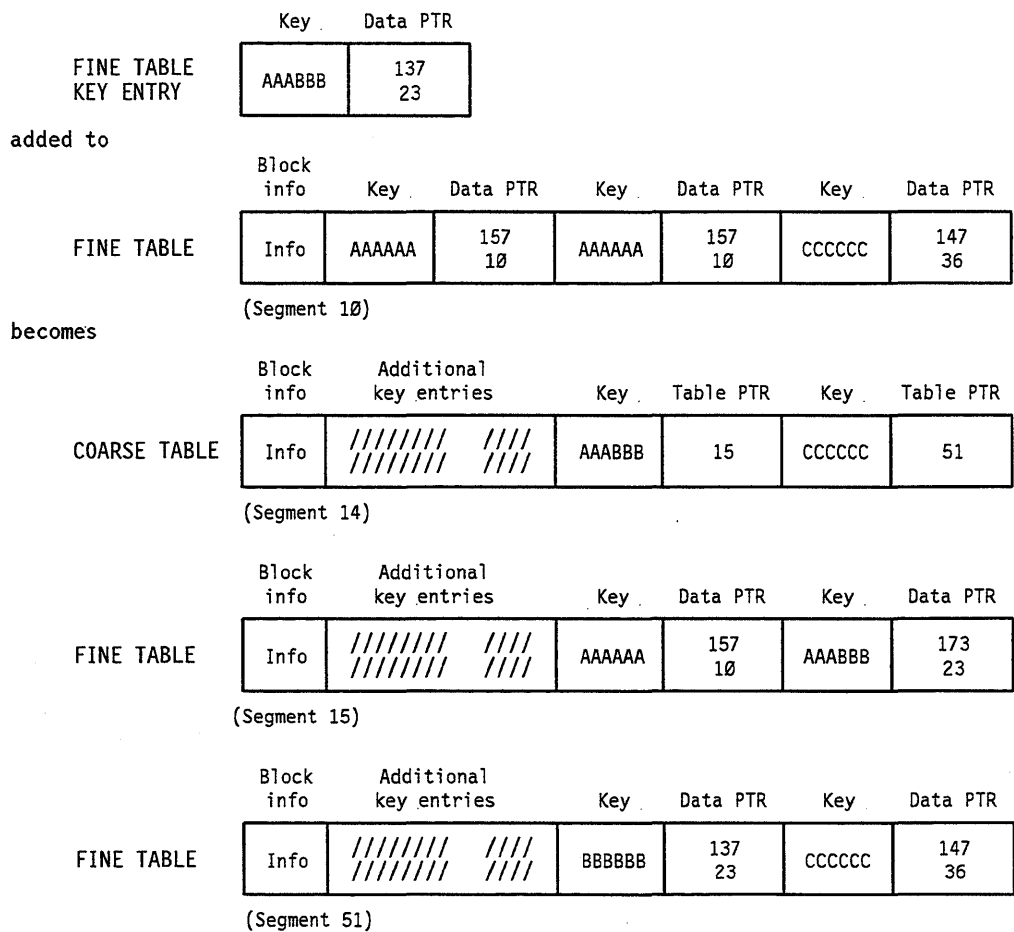 Key Data PTR
FINE TABLE
KEY ENTRY
AAABBB 137
23
added to
Block
info Key Data PTR Key Data PTR Key Data PTR
FINE TABLE Info AAAAAA 157
1Ø AAAAAA 157
1Ø CCCCCC 147
36
(Segment 1Ø)
becomes
Block
info Additional
key entries Key Table PTR Key Table PTR
COARSE TABLE Info //////// ////
//////// //// AAABBB 15 CCCCCC 51
(Segment 14)
Block
info Additional
key entries Key Data PTR Key Data PTR
FINE TABLE Info //////// ////
//////// //// AAAAAA 157
1Ø AAABBB 173
23
(Segment 15)
Block
info Additional
key entries Key Data PTR Key Data PTR
FINE TABLE Info //////// ////
//////// //// BBBBBB 137
23 CCCCCC 147
36
(Segment 51)